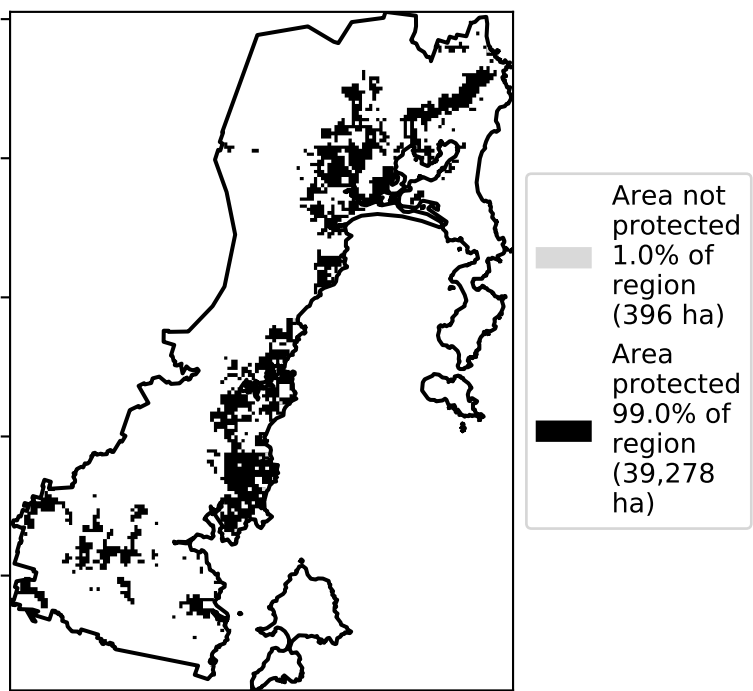 Area not
protected
1.0% of
region
(396 ha)
Area
protected
99.0% of
region
(39,278
ha)